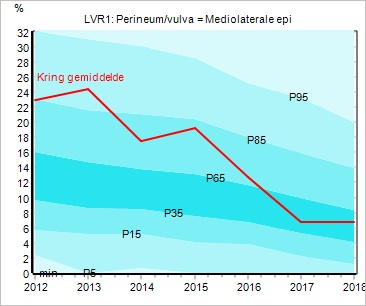 %
LVR1: Perineum/vulva = Mediolaterale epi
32
30
28
26
24
22
20
18
16
14
12
10
8
6
4
2
0
Kring gemiddelde
P95
P85
P65
P35
P15
min
P5
2012 2013 2014 2015 2016 2017 2018